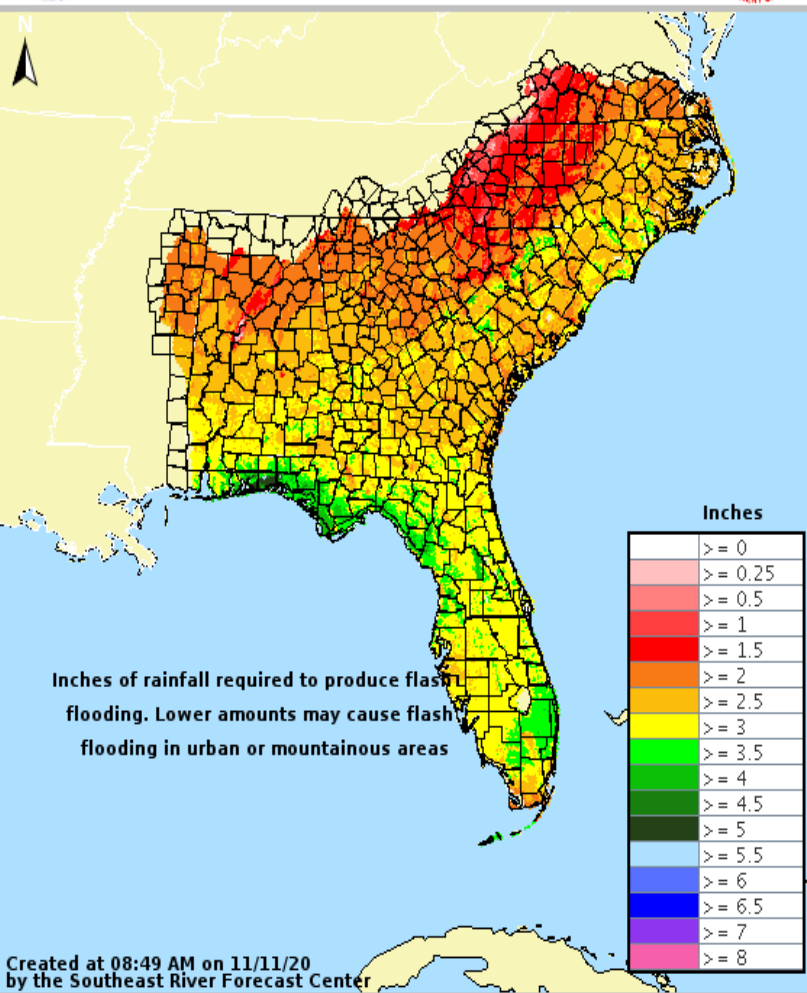 N
Inches
>= 0
>= 0.25
>= 0.5
>= 1
>= 1.5
>= 2
>= 2.5
>= 3
>= 3.5
>= 4
>= 4.5
>= 5
>= 5.5
>= 6
>= 6.5
>= 7
>= 8
Inches of rainfall required to produce flash
flooding. Lower amounts may cause flash
flooding in urban or mountainous areas
Created at 08:49 AM on 11/11/20
by the Southeast River Forecast Center